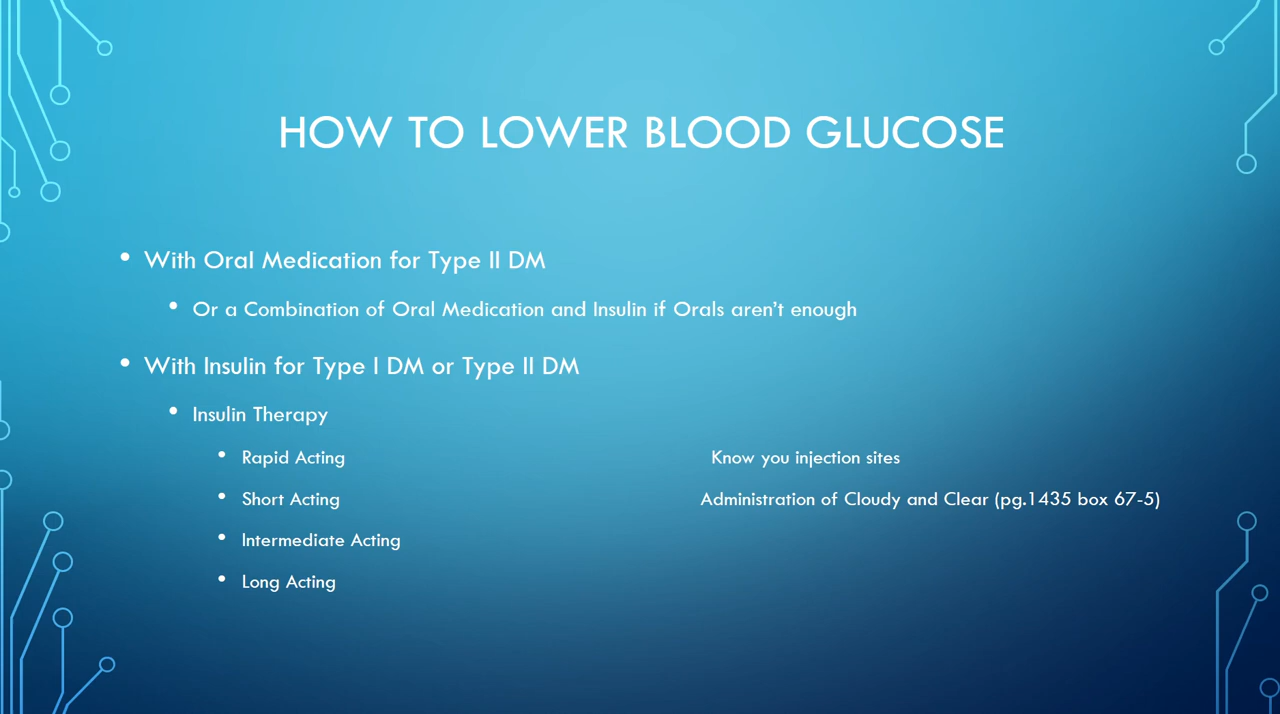 HOW TO LOWER BLOOD GLUCOSE
• With Oral Medication for Type II DM
• Or a Combination of Oral Medication and Insulin if Orals aren’t enough
• With Insulin for Type I DM or Type II DM
• Insulin Therapy
• Rapid Acting Know you injection sites
• Short Acting Administration of Cloudy and Clear (pg.1435 box 67-5)
• Intermediate Acting
• Long Acting